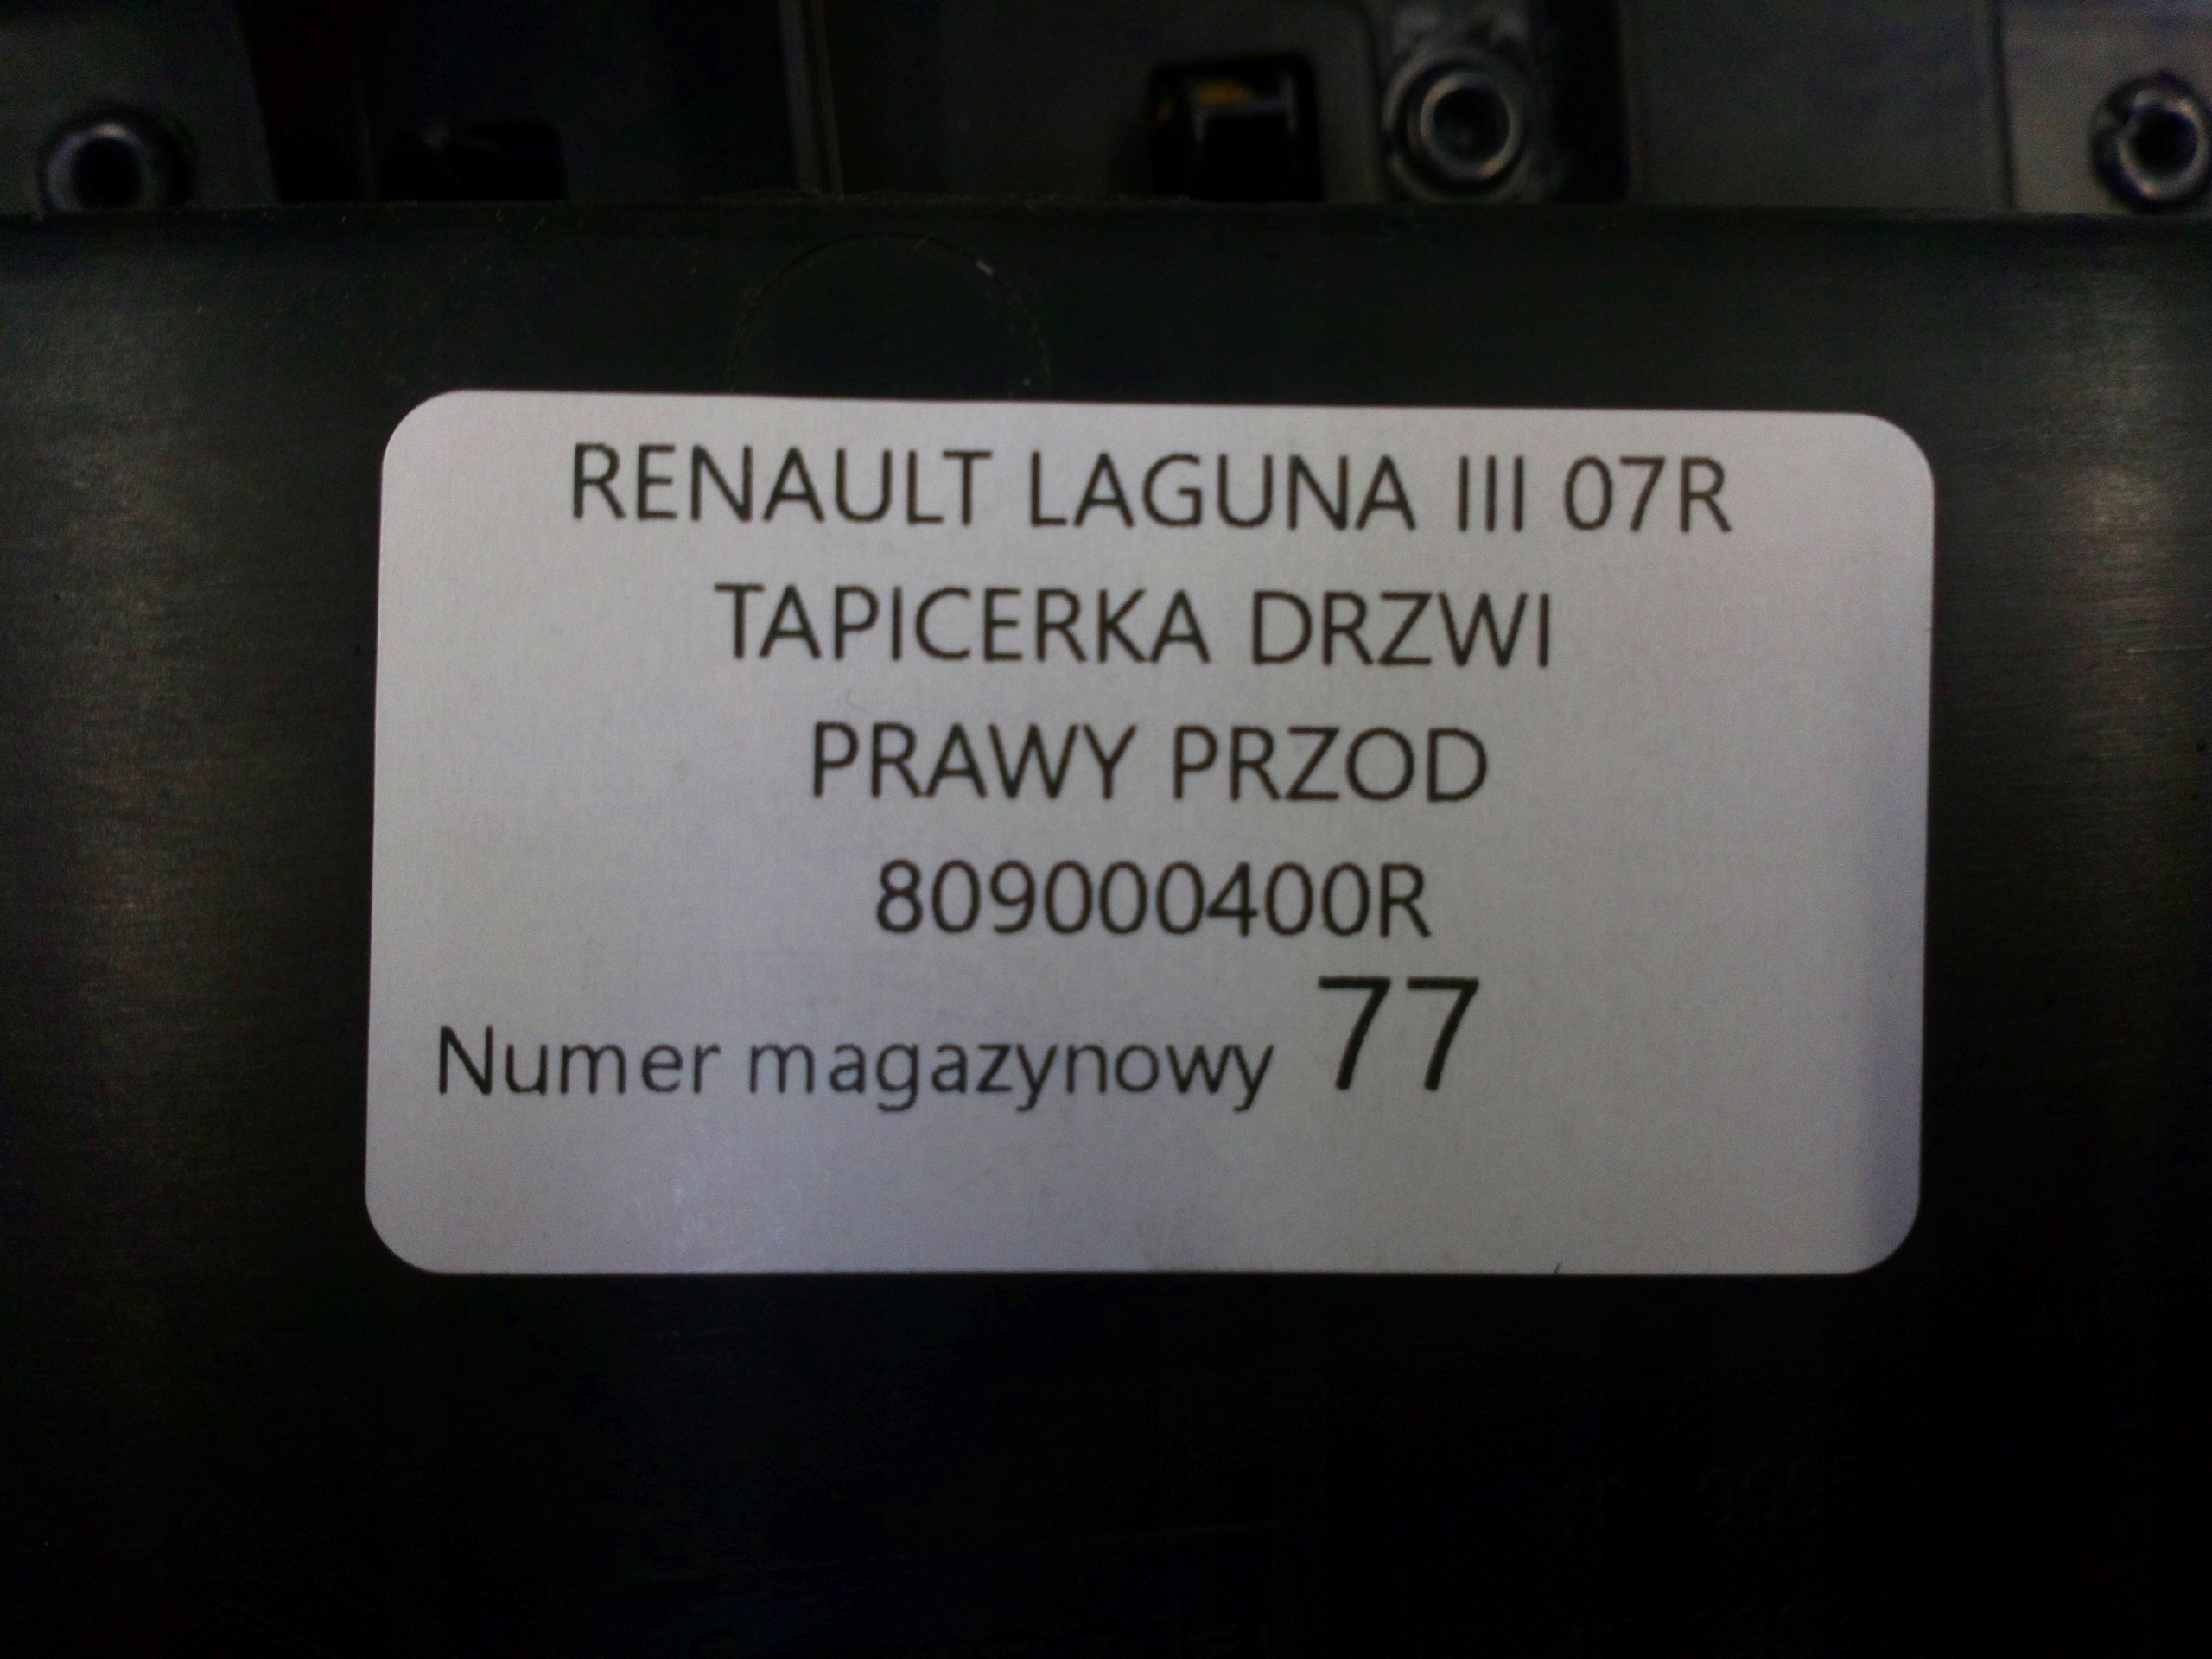 RENAULT LAGUNA III 07R
TAPICERKA DRZWI
PRAWY PRZOD
809000400R
Numer magazynowy 77